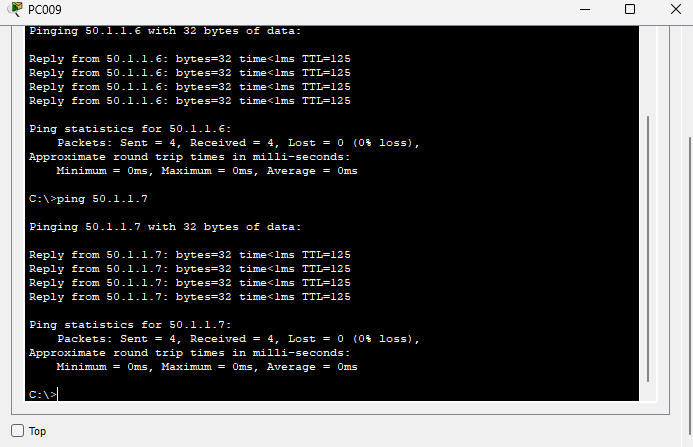 PC009
Pinging 50.1.1.6 with 32 bytes of data:
Reply from 50.1.1.6: bytes=32 time<1ms TTL=125
Reply from 50.1.1.6: bytes=32 time<1ms TTL=125
Reply from 50.1.1.6: bytes=32 time<1ms TTL=125
Reply from 50.1.1.6: bytes=32 time<1ms TTL=125
Ping statistics for 50.1.1.6:
    Packets: Sent = 4, Received = 4, Lost = 0 (0% loss),
Approximate round trip times in milli-seconds:
    Minimum = 0ms, Maximum = 0ms, Average = 0ms
C:\>ping 50.1.1.7
Pinging 50.1.1.7 with 32 bytes of data:
Reply from 50.1.1.7: bytes=32 time<1ms TTL=125
Reply from 50.1.1.7: bytes=32 time<1ms TTL=125
Reply from 50.1.1.7: bytes=32 time<1ms TTL=125
Reply from 50.1.1.7: bytes=32 time<1ms TTL=125
Ping statistics for 50.1.1.7:
    Packets: Sent = 4, Received = 4, Lost = 0 (0% loss),
Approximate round trip times in milli-seconds:
    Minimum = 0ms, Maximum = 0ms, Average = 0ms
C:\>
Top